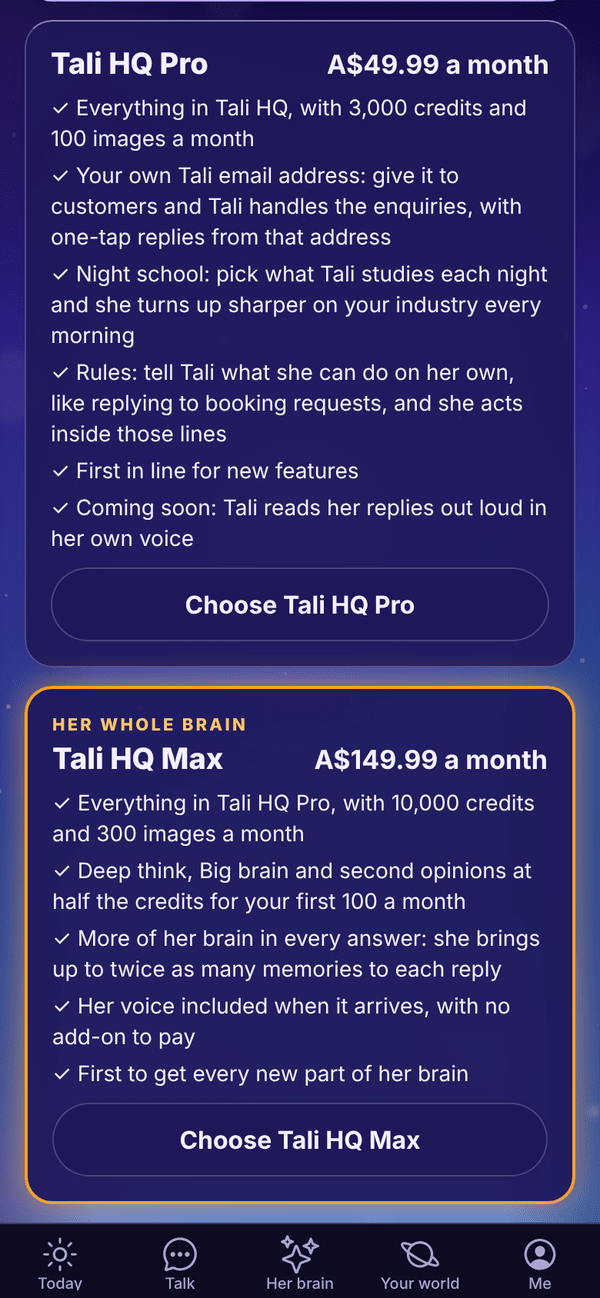 Tali HQ Pro A$49.99 a month
✓ Everything in Tali HQ, with 3,000 credits and
100 images a month
✓ Your own Tali email address: give it to
customers and Tali handles the enquiries, with
one-tap replies from that address
✓ Night school: pick what Tali studies each night
and she turns up sharper on your industry every
morning
✓ Rules: tell Tali what she can do on her own,
like replying to booking requests, and she acts
inside those lines
✓ First in line for new features
✓ Coming soon: Tali reads her replies out loud in
her own voice
Choose Tali HQ Pro
HER WHOLE BRAIN
Tali HQ Max A$149.99 a month
✓ Everything in Tali HQ Pro, with 10,000 credits
and 300 images a month
✓ Deep think, Big brain and second opinions at
half the credits for your first 100 a month
✓ More of her brain in every answer: she brings
up to twice as many memories to each reply
✓ Her voice included when it arrives, with no
add-on to pay
✓ First to get every new part of her brain
Choose Tali HQ Max
Today Talk Her brain Your world Me